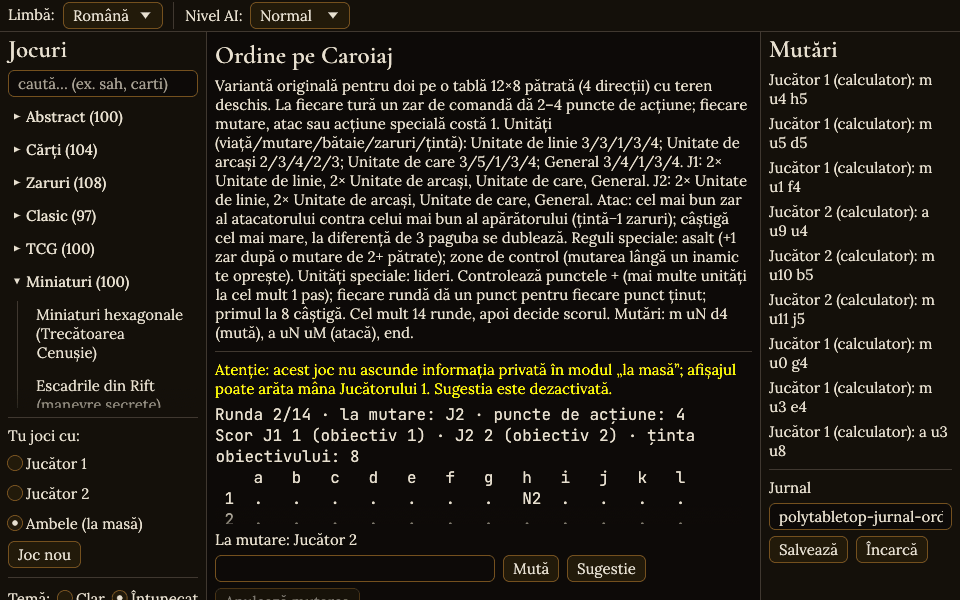 Limbă: Română ▼ Nivel AI: Normal ▼
Jocuri
caută... (ex. sah, carti)
▸ Abstract (100)
▸ Cărți (104)
▸ Zaruri (108)
▸ Clasic (97)
▸ TCG (100)
▾ Miniaturi (100)
Miniaturi hexagonale
(Trecătoarea
Cenușie)
Escadrile din Rift
(manevre secrete)
Tu joci cu:
Jucător 1
Jucător 2
Ambele (la masă)
Joc nou
Temă: Clar Întunecat
Ordine pe Caroiaj
Variantă originală pentru doi pe o tablă 12×8 pătrată (4 direcții) cu teren
deschis. La fiecare tură un zar de comandă dă 2–4 puncte de acțiune; fiecare
mutare, atac sau acțiune specială costă 1. Unități
(viață/mutare/bătaie/zaruri/țintă): Unitate de linie 3/3/1/3/4; Unitate de
arcași 2/3/4/2/3; Unitate de care 3/5/1/3/4; General 3/4/1/3/4. J1: 2×
Unitate de linie, 2× Unitate de arcași, Unitate de care, General. J2: 2× Unitate
de linie, 2× Unitate de arcași, Unitate de care, General. Atac: cel mai bun zar
al atacatorului contra celui mai bun al apărătorului (țintă−1 zaruri); câștigă
cel mai mare, la diferență de 3 paguba se dublează. Reguli speciale: asalt (+1
zar după o mutare de 2+ pătrate); zone de control (mutarea lângă un inamic
te oprește). Unități speciale: lideri. Controlează punctele + (mai multe unități
la cel mult 1 pas); fiecare rundă dă un punct pentru fiecare punct ținut;
primul la 8 câștigă. Cel mult 14 runde, apoi decide scorul. Mutări: m uN d4
(mută), a uN uM (atacă), end.
Atenție: acest joc nu ascunde informația privată în modul „la masă”; afișajul
poate arăta mâna Jucătorului 1. Sugestia este dezactivată.
Runda 2/14 · la mutare: J2 · puncte de acțiune: 4
Scor J1 1 (obiectiv 1) · J2 2 (obiectiv 2) · ținta
obiectivului: 8
a b c d e f g h i j k l
1 . . . . . . . N2 . . . .
2 . . . . . . . . . . . .
La mutare: Jucător 2
Mută Sugestie
Anulează mutarea
Mutări
Jucător 1 (calculator): m
u4 h5
Jucător 1 (calculator): m
u5 d5
Jucător 1 (calculator): m
u1 f4
Jucător 2 (calculator): a
u9 u4
Jucător 2 (calculator): m
u10 b5
Jucător 2 (calculator): m
u11 j5
Jucător 1 (calculator): m
u0 g4
Jucător 1 (calculator): m
u3 e4
Jucător 1 (calculator): a u3
u8
Jurnal
polytabletop-jurnal-ord
Salvează Încarcă